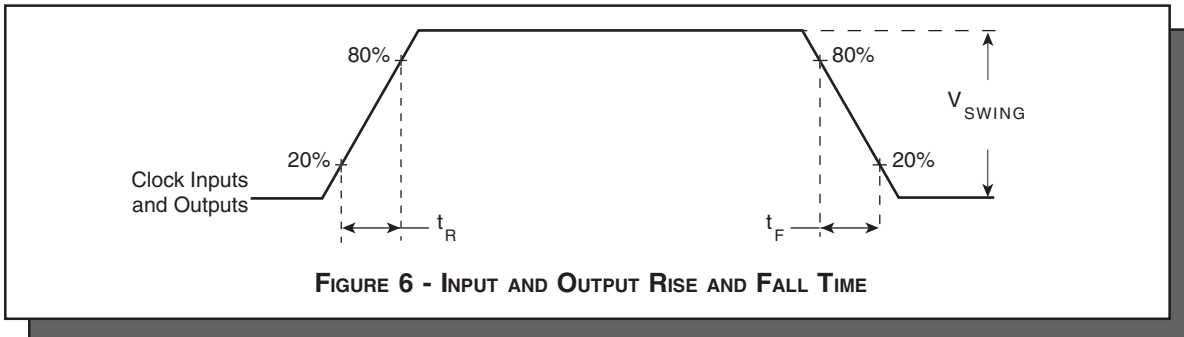 80%
80%
V SWING
20%
20%
Clock Inputs
and Outputs
t R
t F
FIGURE 6 - INPUT AND OUTPUT RISE AND FALL TIME